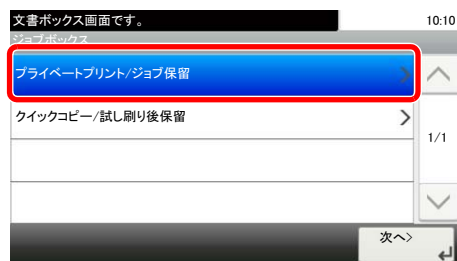 文書ボックス画面です。
10:10
ジョブボックス
プライベートプリント/ジョブ保留
クイックコピー/試し刷り後保留
1/1
次へ>